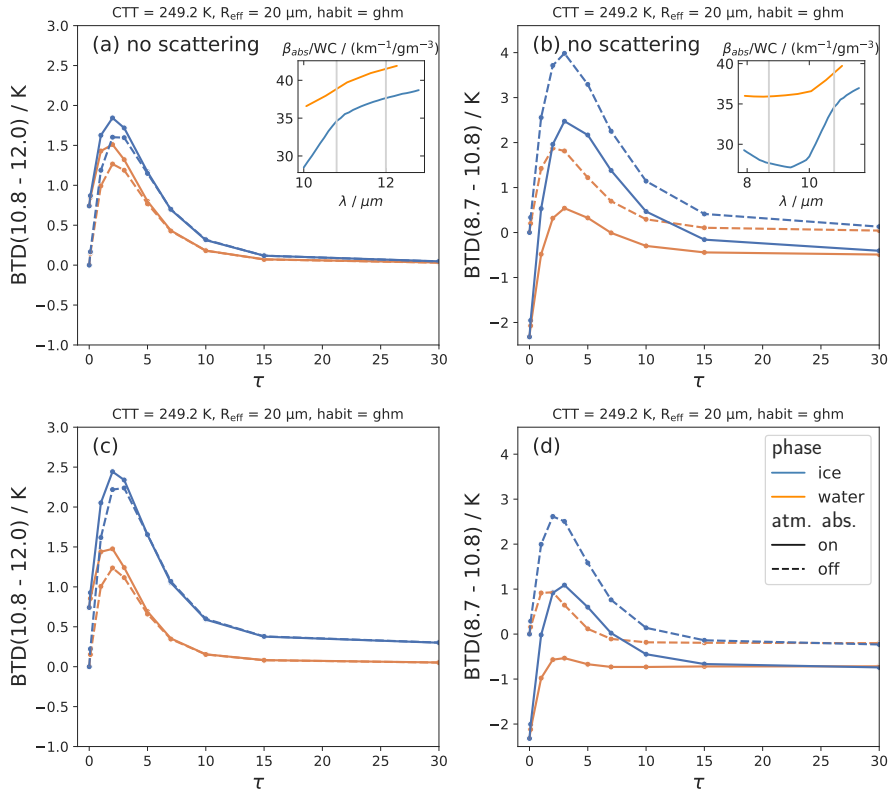 CTT = 249.2 K, R_eff = 20 μm, habit = ghm
(a) no scattering
β_abs/WC / (km⁻¹/gm⁻³)
40
35
30
10
12
λ / μm
BTD(10.8 - 12.0) / K
3.0
2.5
2.0
1.5
1.0
0.5
0.0
−0.5
−1.0
0
5
10
15
20
25
30
τ
CTT = 249.2 K, R_eff = 20 μm, habit = ghm
(b) no scattering
β_abs/WC / (km⁻¹/gm⁻³)
40
35
30
8
10
λ / μm
BTD(8.7 - 10.8) / K
4
3
2
1
0
−1
−2
0
5
10
15
20
25
30
τ
CTT = 249.2 K, R_eff = 20 μm, habit = ghm
(c)
BTD(10.8 - 12.0) / K
3.0
2.5
2.0
1.5
1.0
0.5
0.0
−0.5
−1.0
0
5
10
15
20
25
30
τ
CTT = 249.2 K, R_eff = 20 μm, habit = ghm
(d)
phase
ice
water
atm. abs.
on
off
BTD(8.7 - 10.8) / K
4
3
2
1
0
−1
−2
0
5
10
15
20
25
30
τ